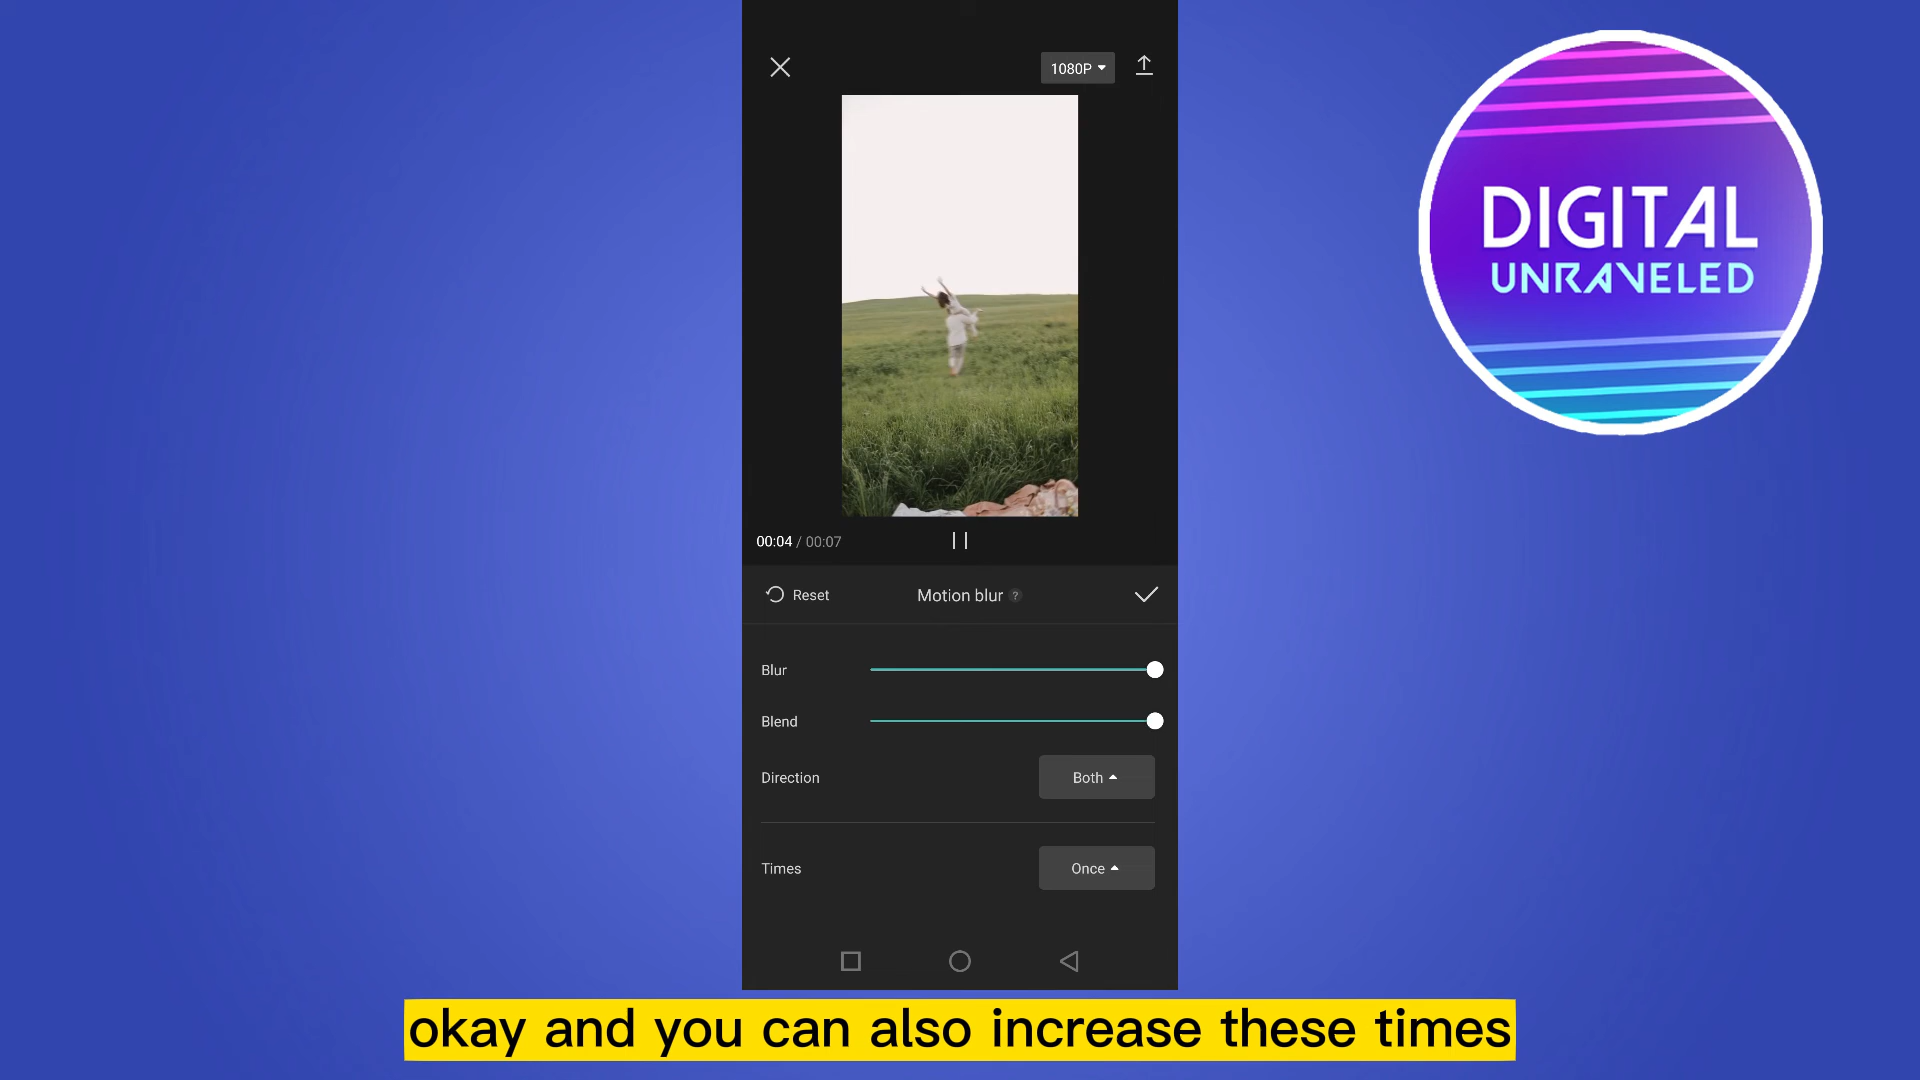 1080P
DIGITAL
UNRAVELED
00:04 / 00:07
Reset
Motion blur ?
Blur
Blend
Direction
Both
Times
Once
okay and you can also increase these times